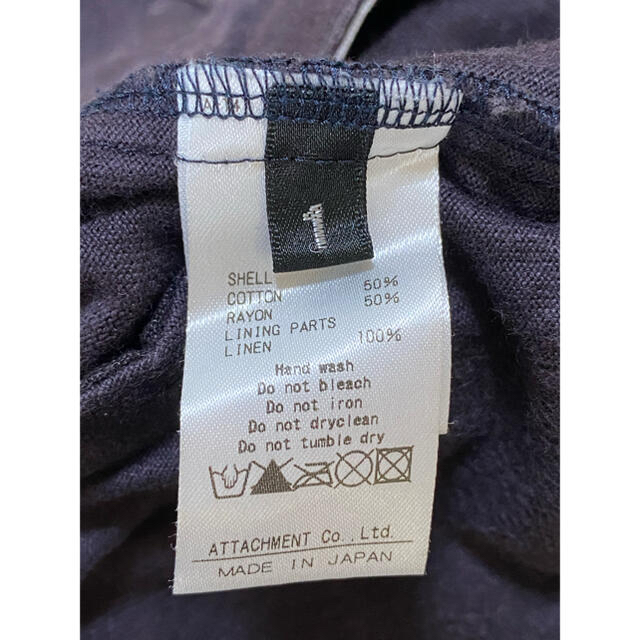 1
SHELL
COTTON 50%
RAYON 50%
LINING PARTS
LINEN 100%
Hand wash
Do not bleach
Do not iron
Do not dryclean
Do not tumble dry
ATTACHMENT Co.,Ltd.
MADE IN JAPAN